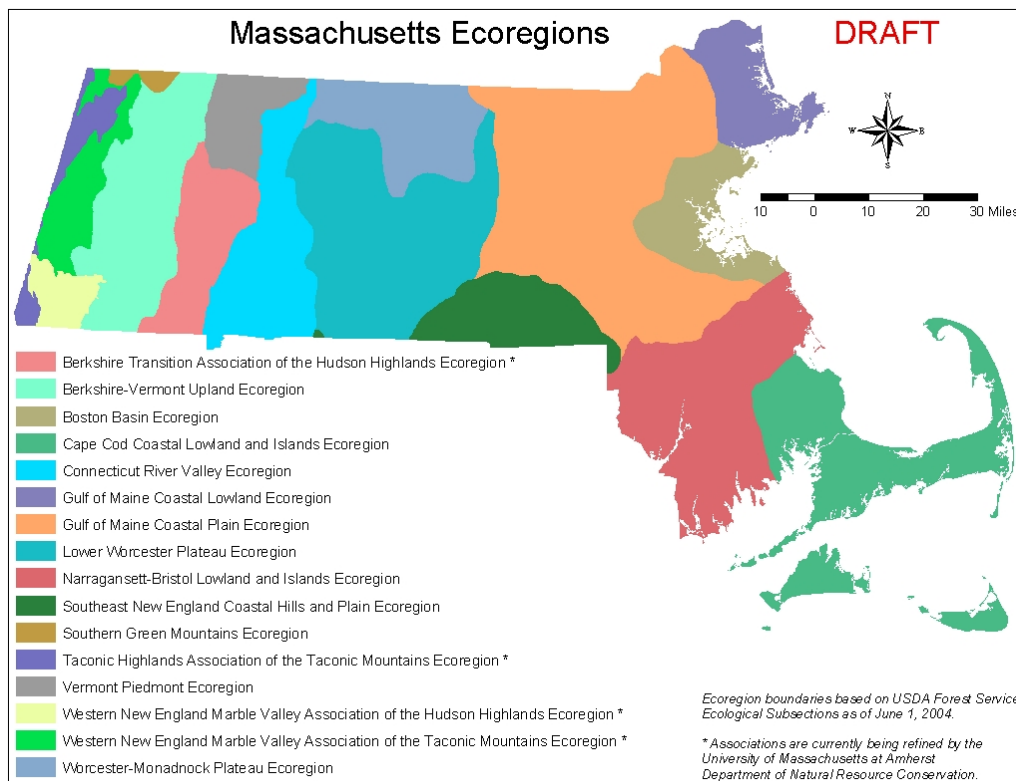 Massachusetts Ecoregions
DRAFT
N
W E
S
10 0 10 20 30 Miles
Berkshire Transition Association of the Hudson Highlands Ecoregion *
Berkshire-Vermont Upland Ecoregion
Boston Basin Ecoregion
Cape Cod Coastal Lowland and Islands Ecoregion
Connecticut River Valley Ecoregion
Gulf of Maine Coastal Lowland Ecoregion
Gulf of Maine Coastal Plain Ecoregion
Lower Worcester Plateau Ecoregion
Narragansett-Bristol Lowland and Islands Ecoregion
Southeast New England Coastal Hills and Plain Ecoregion
Southern Green Mountains Ecoregion
Taconic Highlands Association of the Taconic Mountains Ecoregion *
Vermont Piedmont Ecoregion
Western New England Marble Valley Association of the Hudson Highlands Ecoregion *
Western New England Marble Valley Association of the Taconic Mountains Ecoregion *
Worcester-Monadnock Plateau Ecoregion
Ecoregion boundaries based on USDA Forest Service
Ecological Subsections as of June 1, 2004.
* Associations are currently being refined by the
University of Massachusetts at Amherst
Department of Natural Resource Conservation.